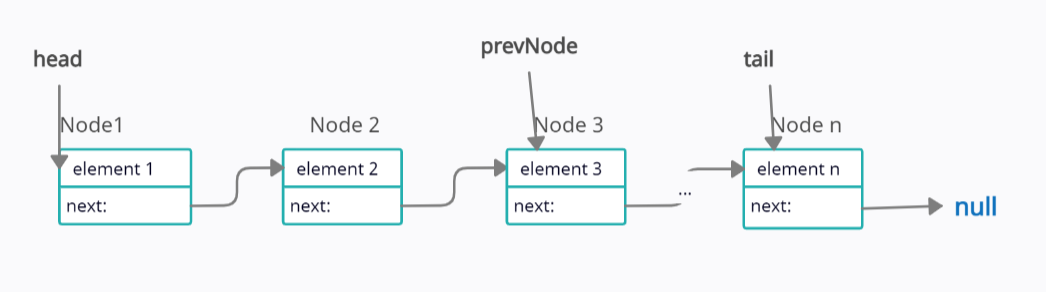 head
prevNode
tail
Node1
Node 2
Node 3
Node n
element 1
element 2
element 3
element n
next:
next:
next:
...
next:
null